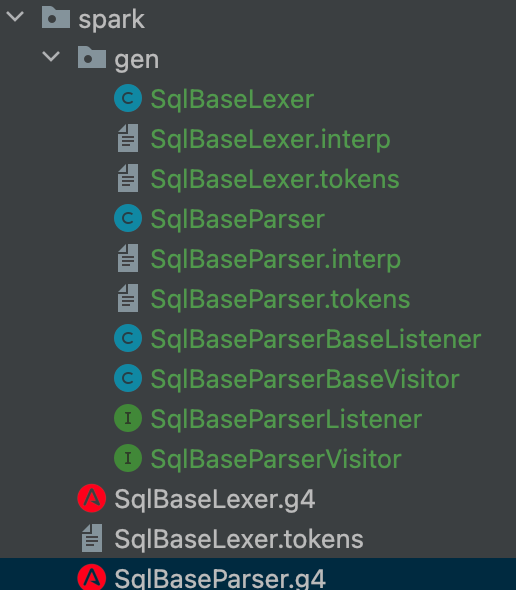 spark
gen
SqlBaseLexer
SqlBaseLexer.interp
SqlBaseLexer.tokens
SqlBaseParser
SqlBaseParser.interp
SqlBaseParser.tokens
SqlBaseParserBaseListener
SqlBaseParserBaseVisitor
SqlBaseParserListener
SqlBaseParserVisitor
SqlBaseLexer.g4
SqlBaseLexer.tokens
SqlBaseParser.g4